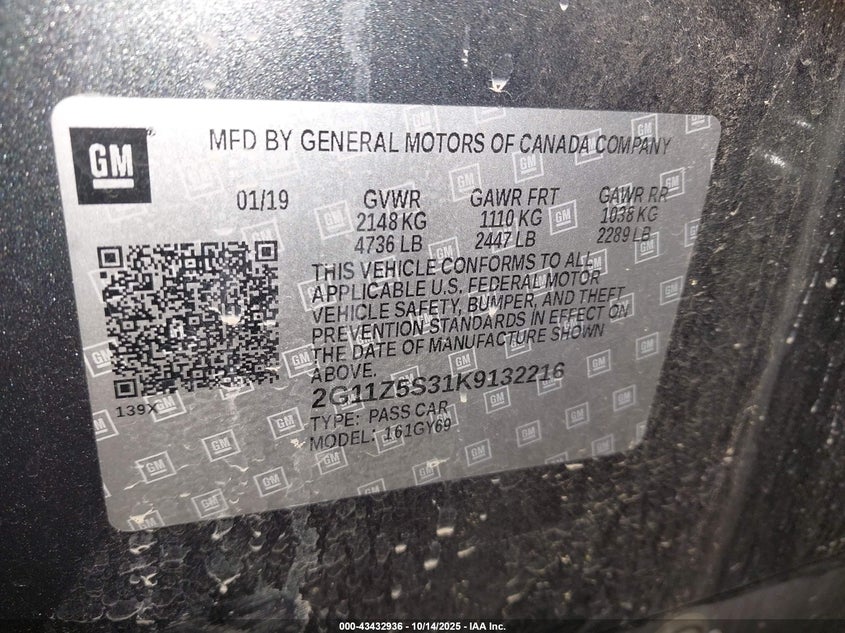 GM
MFD BY GENERAL MOTORS OF CANADA COMPANY
01/19 GVWR GAWR FRT GAWR RR
2148 KG 1110 KG 1038 KG
4736 LB 2447 LB 2289 LB
THIS VEHICLE CONFORMS TO ALL
APPLICABLE U.S. FEDERAL MOTOR
VEHICLE SAFETY, BUMPER, AND THEFT
PREVENTION STANDARDS IN EFFECT ON
THE DATE OF MANUFACTURE SHOWN
ABOVE.
2G11Z5S31K9132216
TYPE: PASS CAR
MODEL: 161GY69
139X
000-43432936 - 10/14/2025 - IAA Inc.